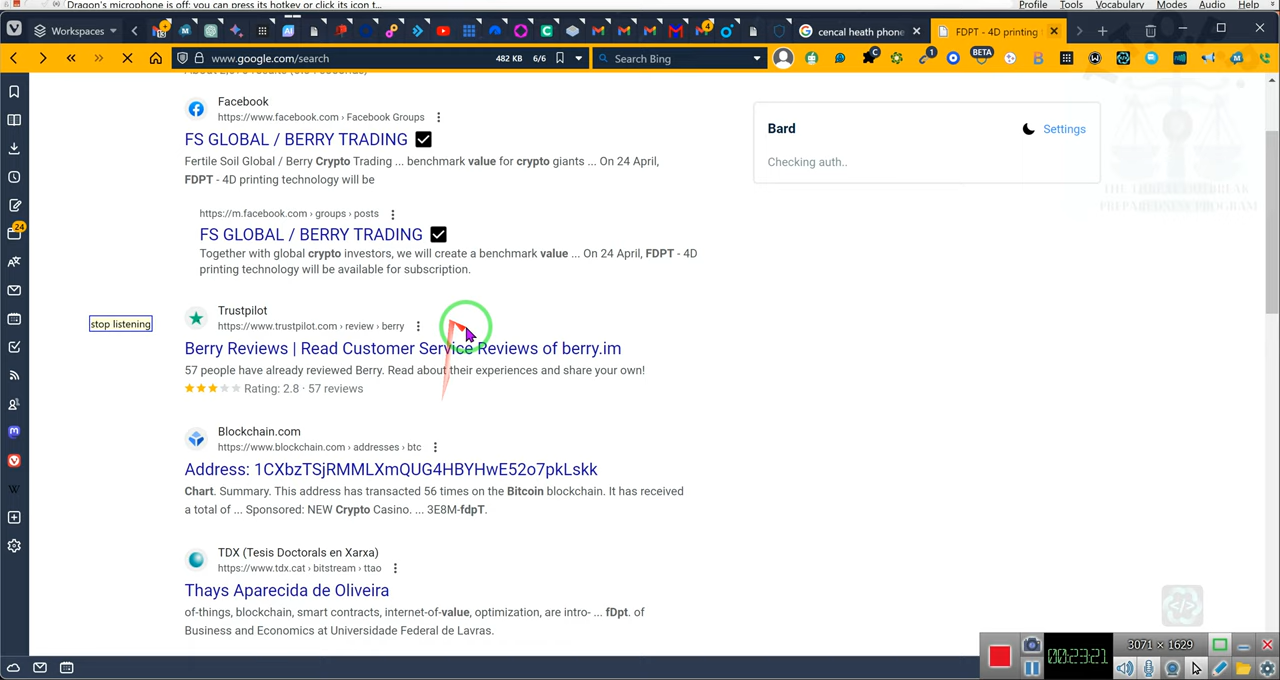 Dragon's microphone is off: you can press its hotkey or click its icon t...
Profile Tools Vocabulary Modes Audio Help
Workspaces
cencal heath phone
FDPT - 4D printing
www.google.com/search
482 KB 6/6
Search Bing
BETA
Facebook
https://www.facebook.com › Facebook Groups
FS GLOBAL / BERRY TRADING ✅
Fertile Soil Global / Berry Crypto Trading ... benchmark value for crypto giants ... On 24 April,
FDPT - 4D printing technology will be
https://m.facebook.com › groups › posts
FS GLOBAL / BERRY TRADING ✅
Together with global crypto investors, we will create a benchmark value ... On 24 April, FDPT - 4D
printing technology will be available for subscription.
Bard
Settings
Checking auth..
THE THREAT OUTBREAK
PREPAREDNESS PROGRAM
24
stop listening
Trustpilot
https://www.trustpilot.com › review › berry
Berry Reviews | Read Customer Service Reviews of berry.im
57 people have already reviewed Berry. Read about their experiences and share your own!
Rating: 2.8 · 57 reviews
Blockchain.com
https://www.blockchain.com › addresses › btc
Address: 1CXbzTSjRMMLXmQUG4HBYHwE52o7pkLskk
Chart. Summary. This address has transacted 56 times on the Bitcoin blockchain. It has received
a total of ... Sponsored: NEW Crypto Casino. ... 3E8M-fdpT.
TDX (Tesis Doctorals en Xarxa)
https://www.tdx.cat › bitstream › ttao
Thays Aparecida de Oliveira
of-things, blockchain, smart contracts, internet-of-value, optimization, are intro- ... fDpt. of
Business and Economics at Universidade Federal de Lavras.
3071 × 1629
00:23:21